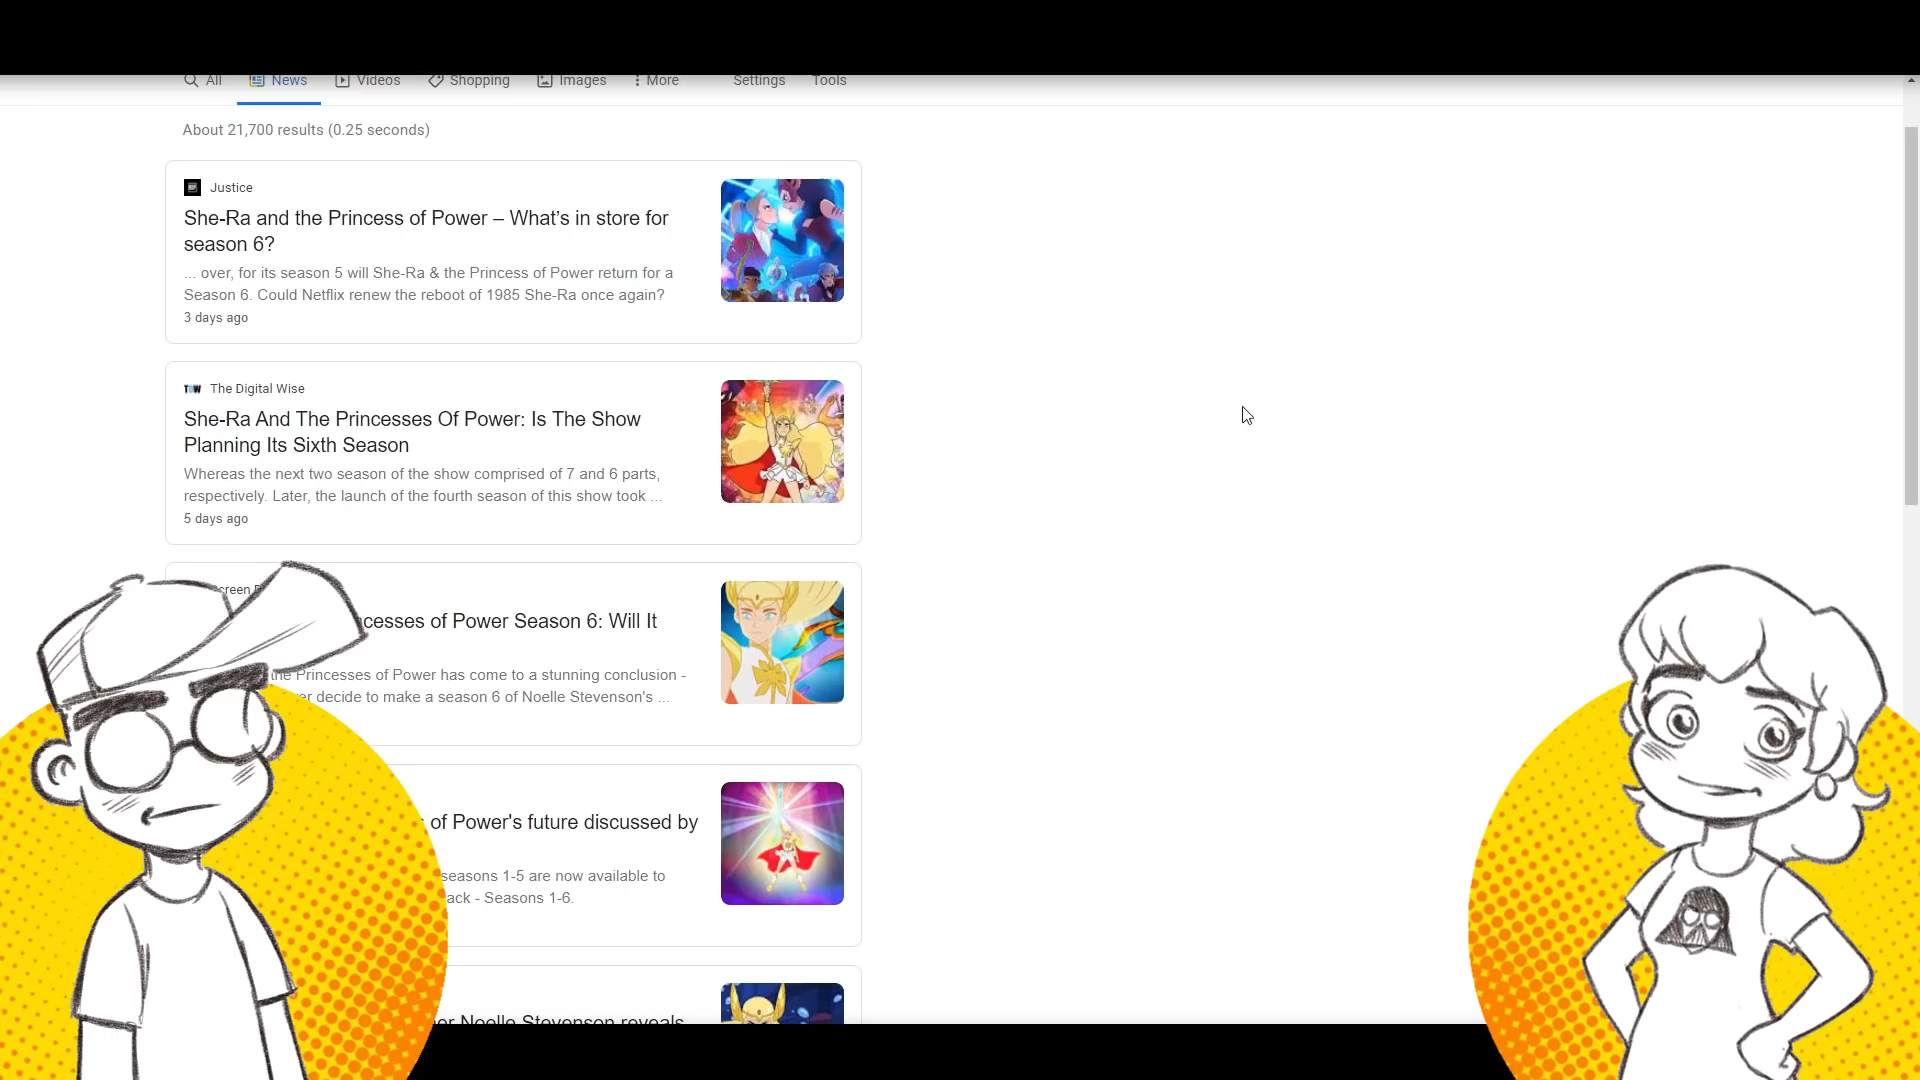 All News Videos Shopping Images More Settings Tools
About 21,700 results (0.25 seconds)
Justice
She-Ra and the Princess of Power – What's in store for
season 6?
... over, for its season 5 will She-Ra & the Princess of Power return for a
Season 6. Could Netflix renew the reboot of 1985 She-Ra once again?
3 days ago
TDW The Digital Wise
She-Ra And The Princesses Of Power: Is The Show
Planning Its Sixth Season
Whereas the next two season of the show comprised of 7 and 6 parts,
respectively. Later, the launch of the fourth season of this show took ...
5 days ago
creen
cesses of Power Season 6: Will It
the Princesses of Power has come to a stunning conclusion -
er decide to make a season 6 of Noelle Stevenson's ...
of Power's future discussed by
seasons 1-5 are now available to
ack - Seasons 1-6.
er Noelle Stevenson reveals